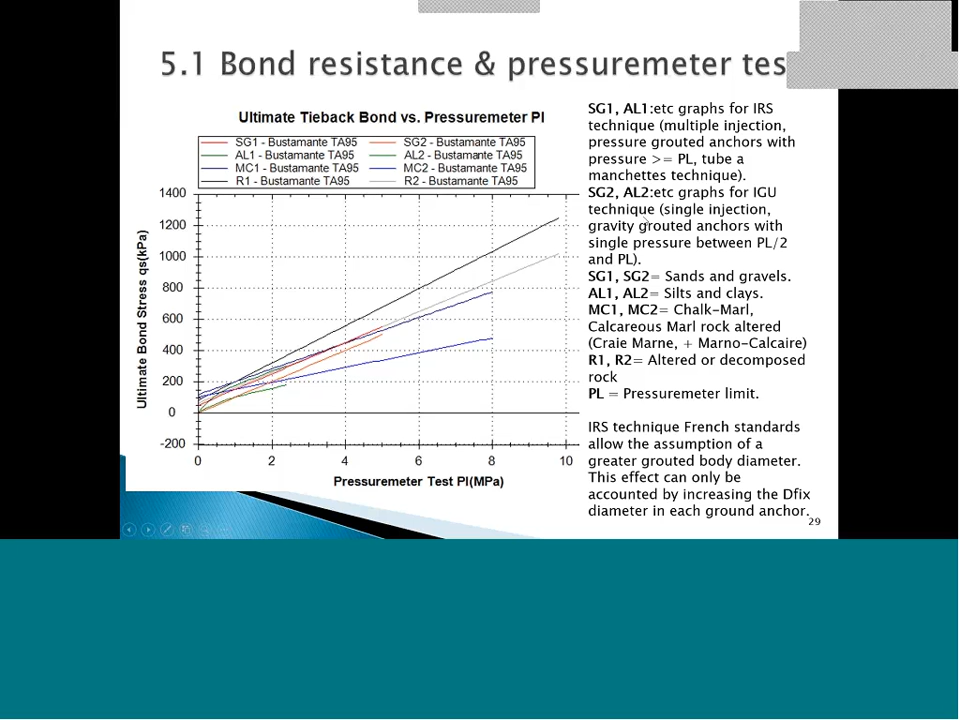 5.1 Bond resistance & pressuremeter tes
Ultimate Tieback Bond vs. Pressuremeter Pl
SG1 - Bustamante TA95
SG2 - Bustamante TA95
AL1 - Bustamante TA95
AL2 - Bustamante TA95
MC1 - Bustamante TA95
MC2 - Bustamante TA95
R1 - Bustamante TA95
R2 - Bustamante TA95
Ultimate Bond Stress qs(kPa)
1400
1200
1000
800
600
400
200
0
-200
0 2 4 6 8 10
Pressuremeter Test Pl(MPa)
SG1, AL1:etc graphs for IRS
technique (multiple injection,
pressure grouted anchors with
pressure >= PL, tube a
manchettes technique).
SG2, AL2:etc graphs for IGU
technique (single injection,
gravity grouted anchors with
single pressure between PL/2
and PL).
SG1, SG2= Sands and gravels.
AL1, AL2= Silts and clays.
MC1, MC2= Chalk-Marl,
Calcareous Marl rock altered
(Craie Marne, + Marno-Calcaire)
R1, R2= Altered or decomposed
rock
PL = Pressuremeter limit.
IRS technique French standards
allow the assumption of a
greater grouted body diameter.
This effect can only be
accounted by increasing the Dfix
diameter in each ground anchor.
29